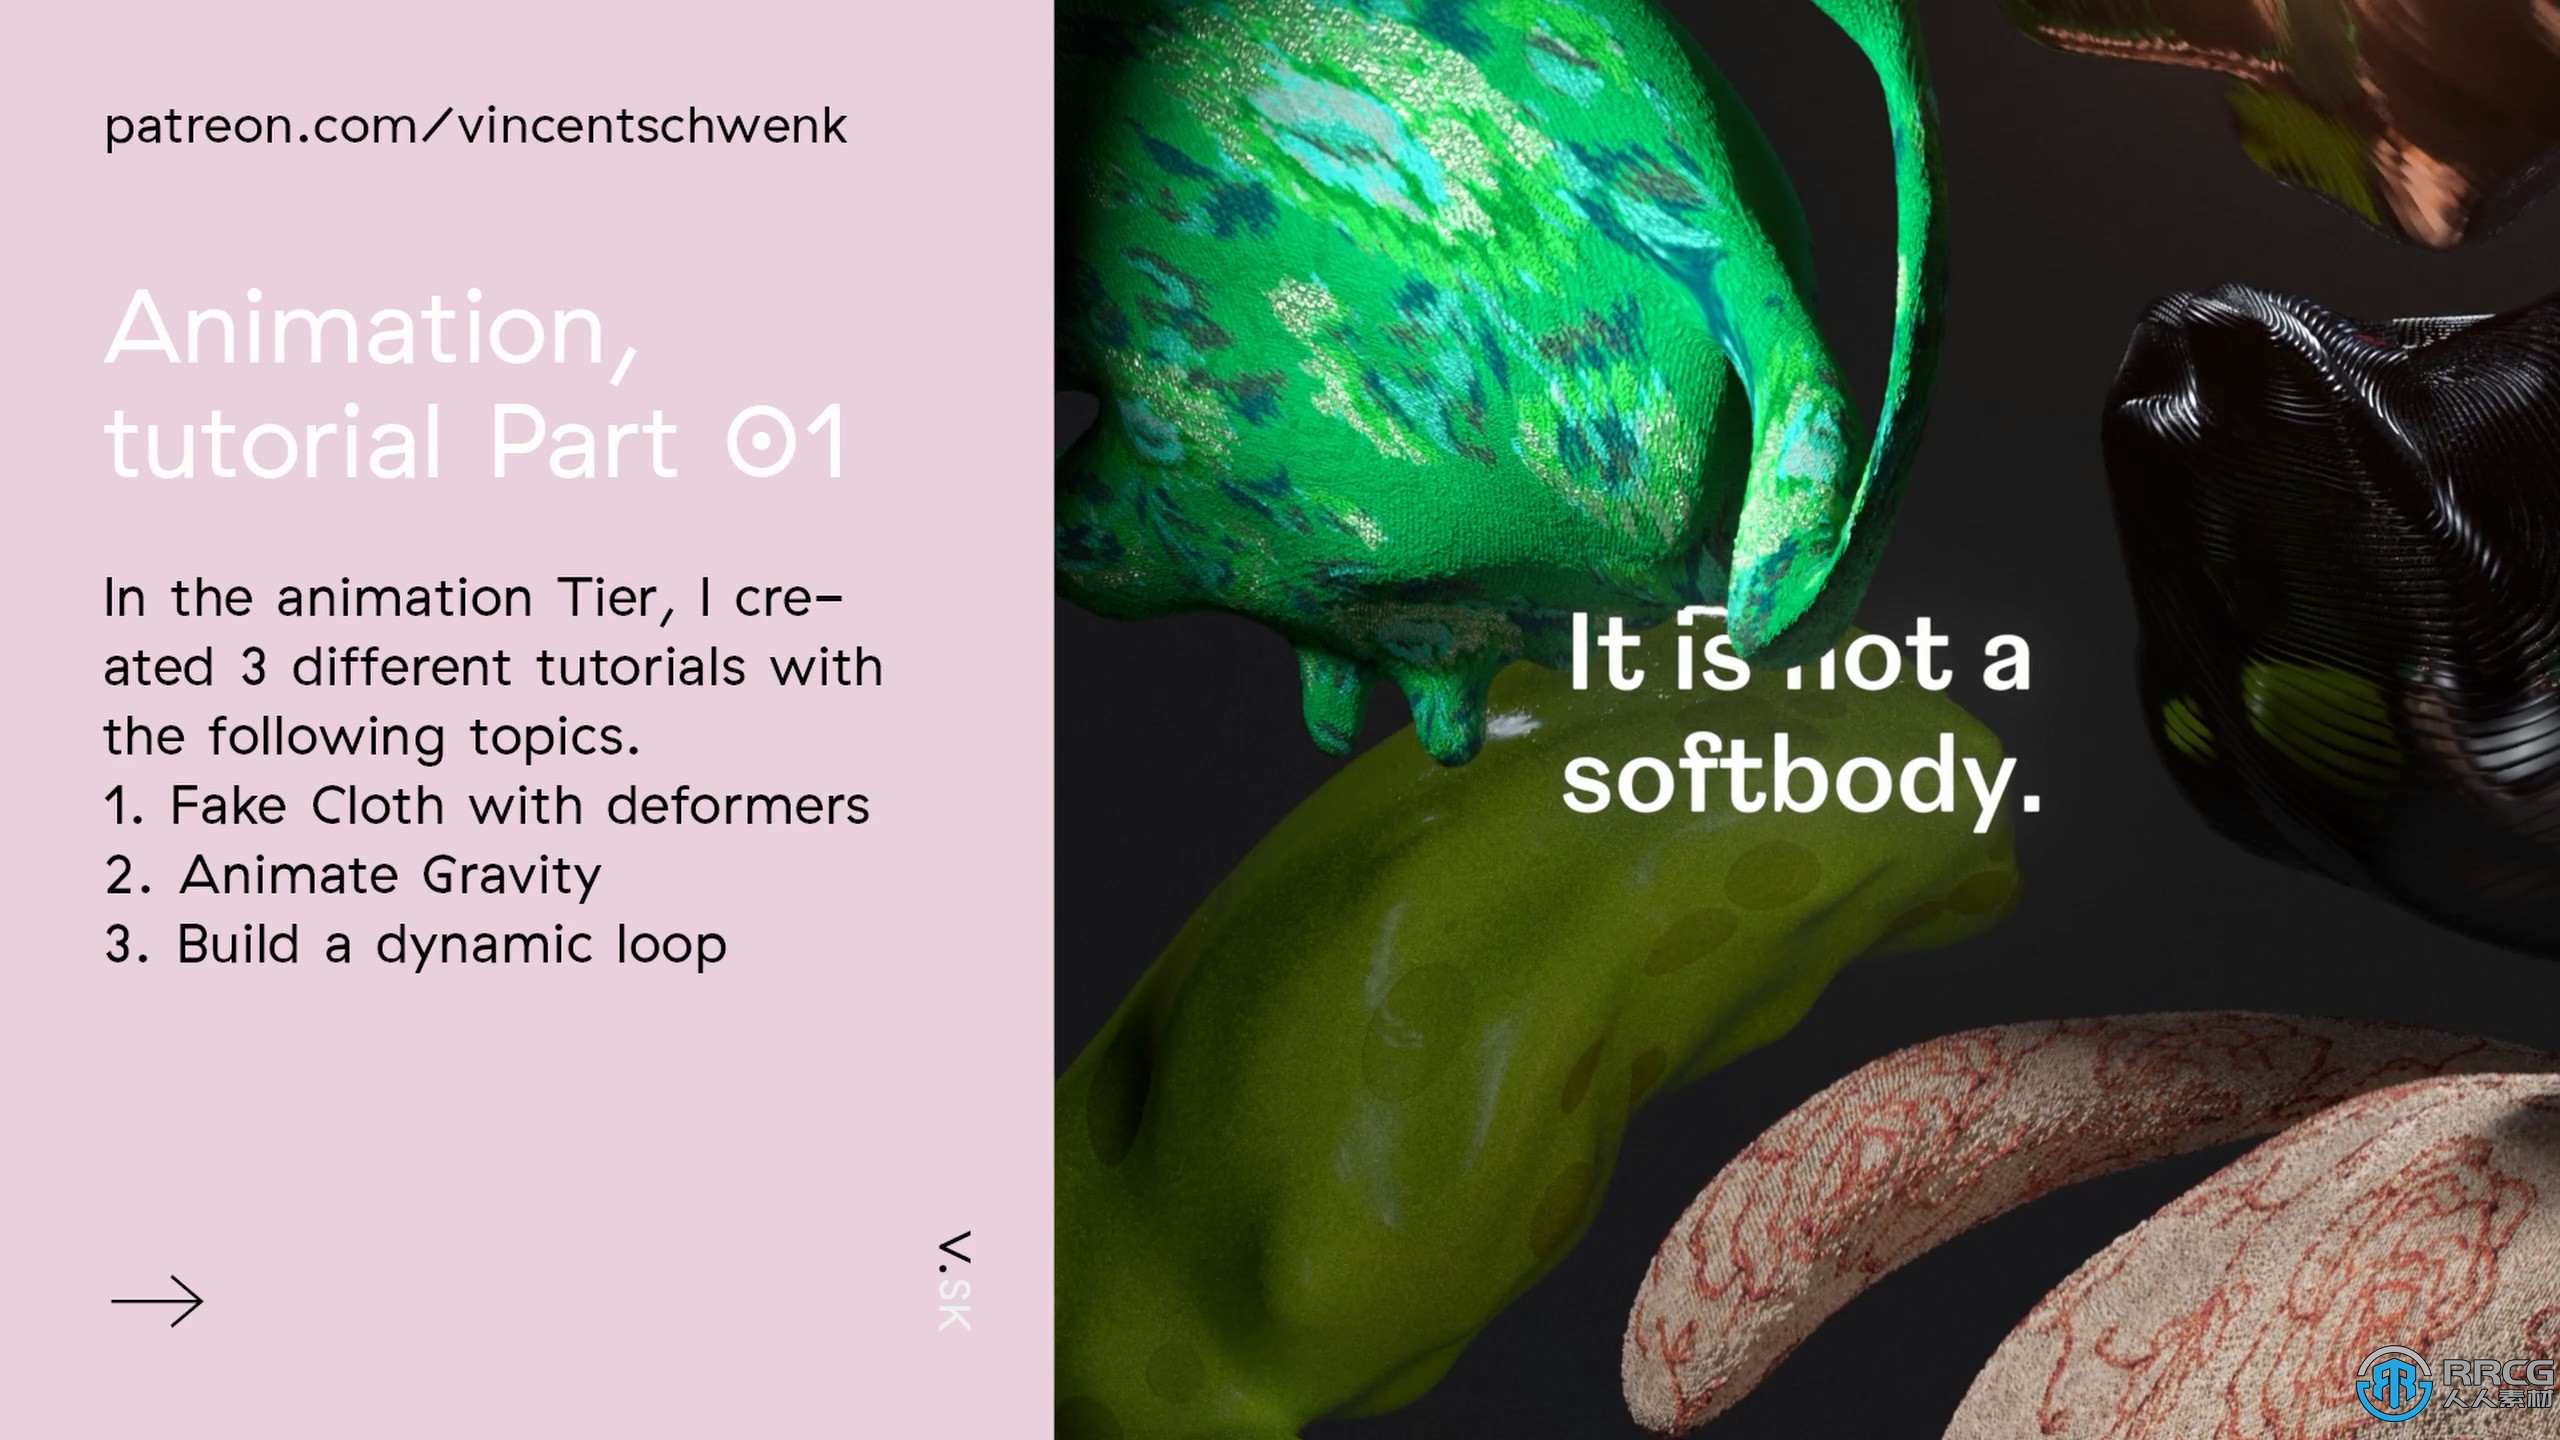 patreon.com/vincentschwenk
Animation,
tutorial Part 01
In the animation Tier, I cre-
ated 3 different tutorials with
the following topics.
1. Fake Cloth with deformers
2. Animate Gravity
3. Build a dynamic loop
V.SK
It is not a
softbody.
RRCG
人人素材